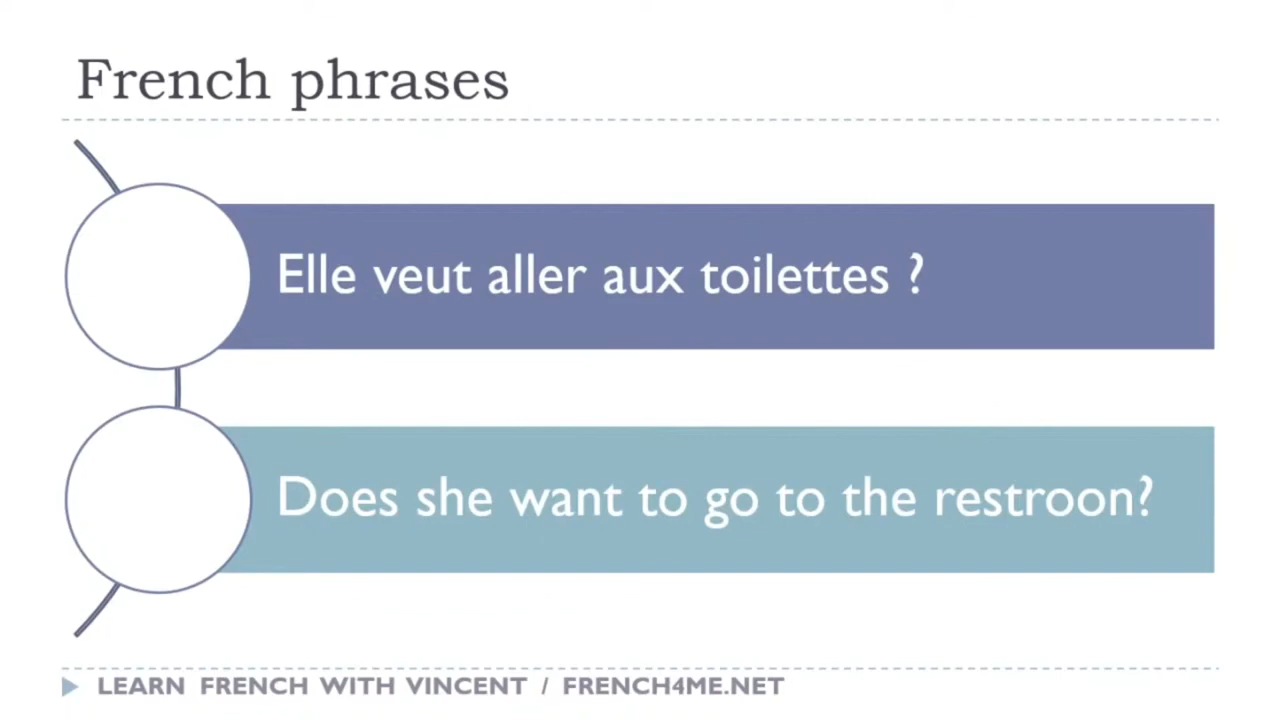 French phrases
Elle veut aller aux toilettes ?
Does she want to go to the restroon?
LEARN FRENCH WITH VINCENT / FRENCH4ME.NET